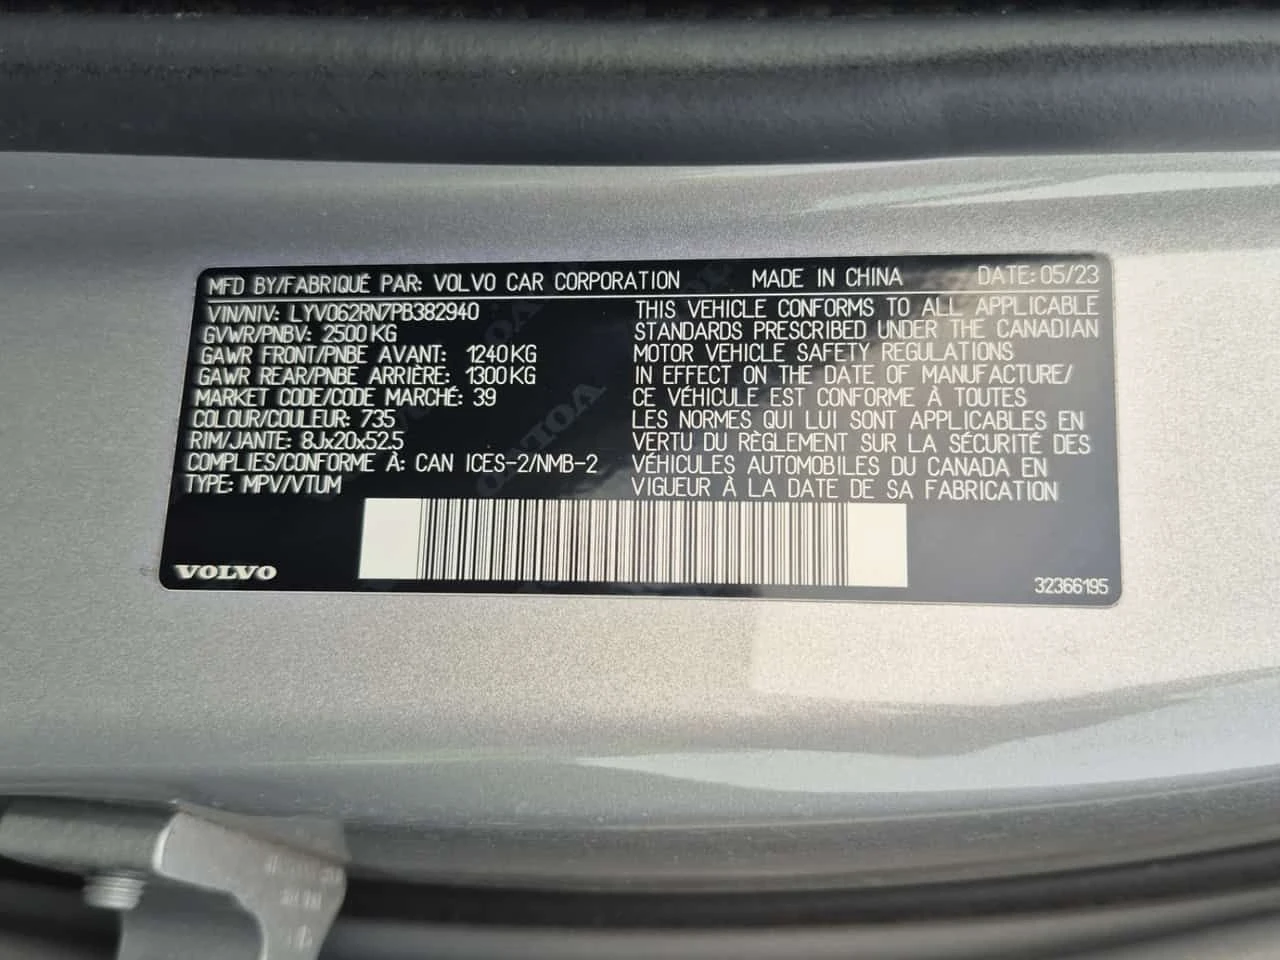 MFD BY/FABRIQUÉ PAR: VOLVO CAR CORPORATION MADE IN CHINA DATE: 05/23
VIN/NIV: LYV062RN7PB382940
GVWR/PNBV: 2500 KG
GAWR FRONT/PNBE AVANT: 1240 KG
GAWR REAR/PNBE ARRIÈRE: 1300 KG
MARKET CODE/CODE MARCHÉ: 39
COLOUR/COULEUR: 735
RIM/JANTE: 8Jx20x52.5
COMPLIES/CONFORME À: CAN ICES-2/NMB-2
TYPE: MPV/VTUM
THIS VEHICLE CONFORMS TO ALL APPLICABLE
STANDARDS PRESCRIBED UNDER THE CANADIAN
MOTOR VEHICLE SAFETY REGULATIONS
IN EFFECT ON THE DATE OF MANUFACTURE/
CE VÉHICULE EST CONFORME À TOUTES
LES NORMES QUI LUI SONT APPLICABLES EN
VERTU DU RÈGLEMENT SUR LA SÉCURITÉ DES
VÉHICULES AUTOMOBILES DU CANADA EN
VIGUEUR À LA DATE DE SA FABRICATION
VOLVO
32366195